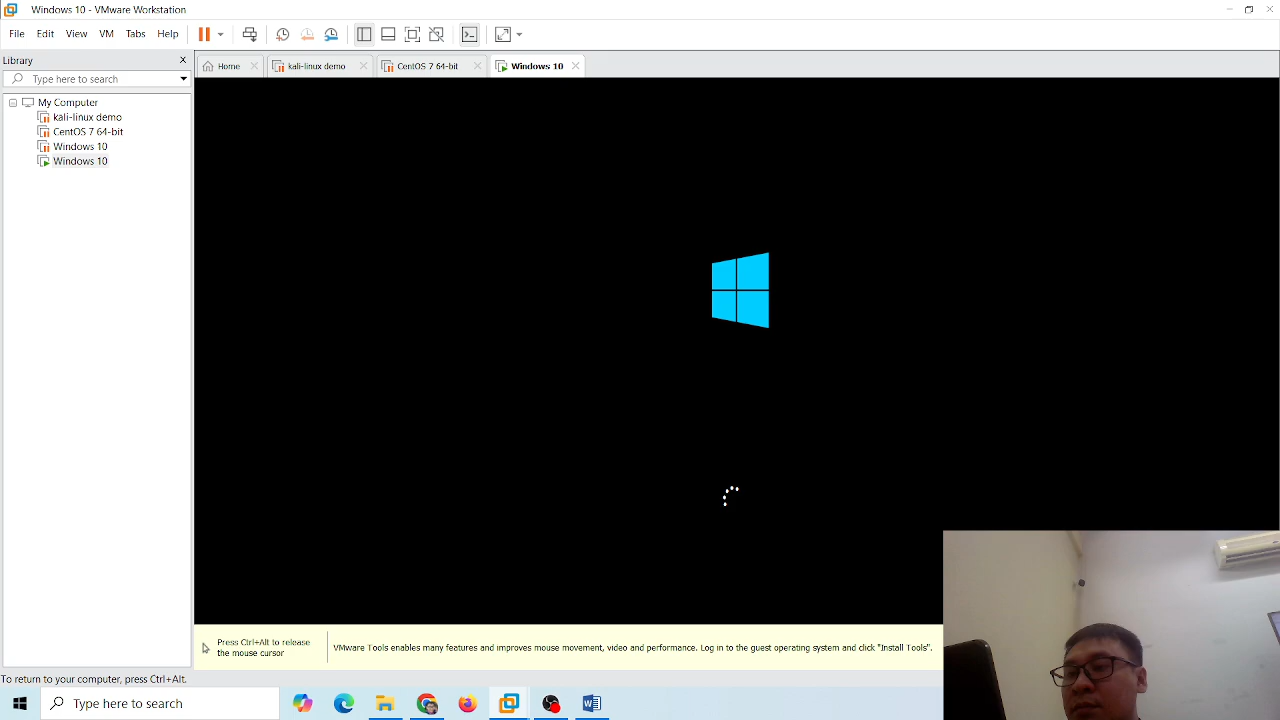 Windows 10 - VMware Workstation
File Edit View VM Tabs Help
Library
Type here to search
My Computer
kali-linux demo
CentOS 7 64-bit
Windows 10
Windows 10
Home
kali-linux demo
CentOS 7 64-bit
Windows 10
Press Ctrl+Alt to release
the mouse cursor
VMware Tools enables many features and improves mouse movement, video and performance. Log in to the guest operating system and click "Install Tools".
To return to your computer, press Ctrl+Alt.
Type here to search